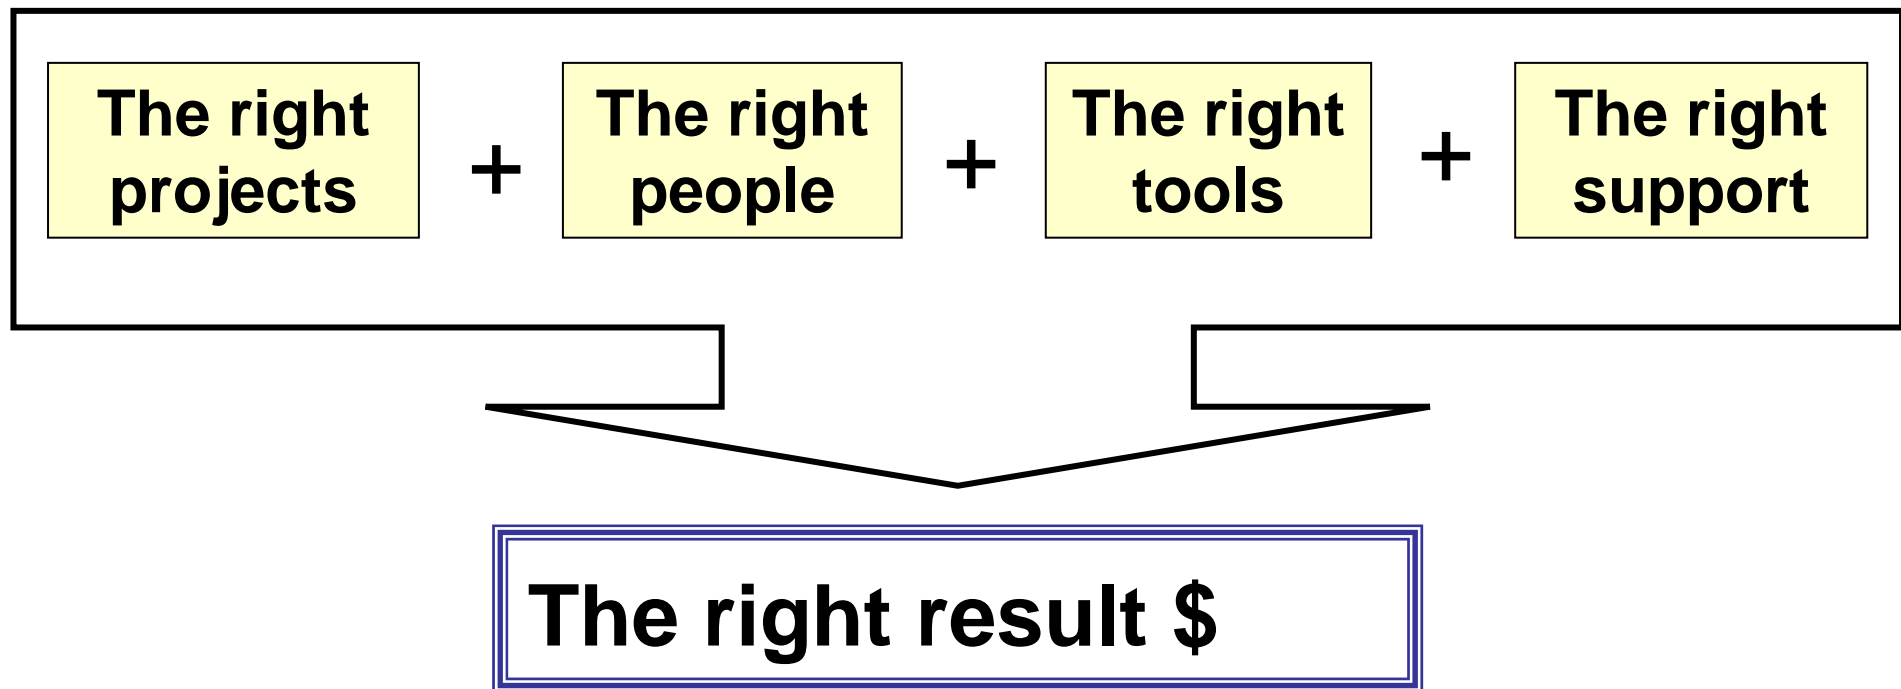 The right
projects
+
The right
people
+
The right
tools
+
The right
support
The right result $